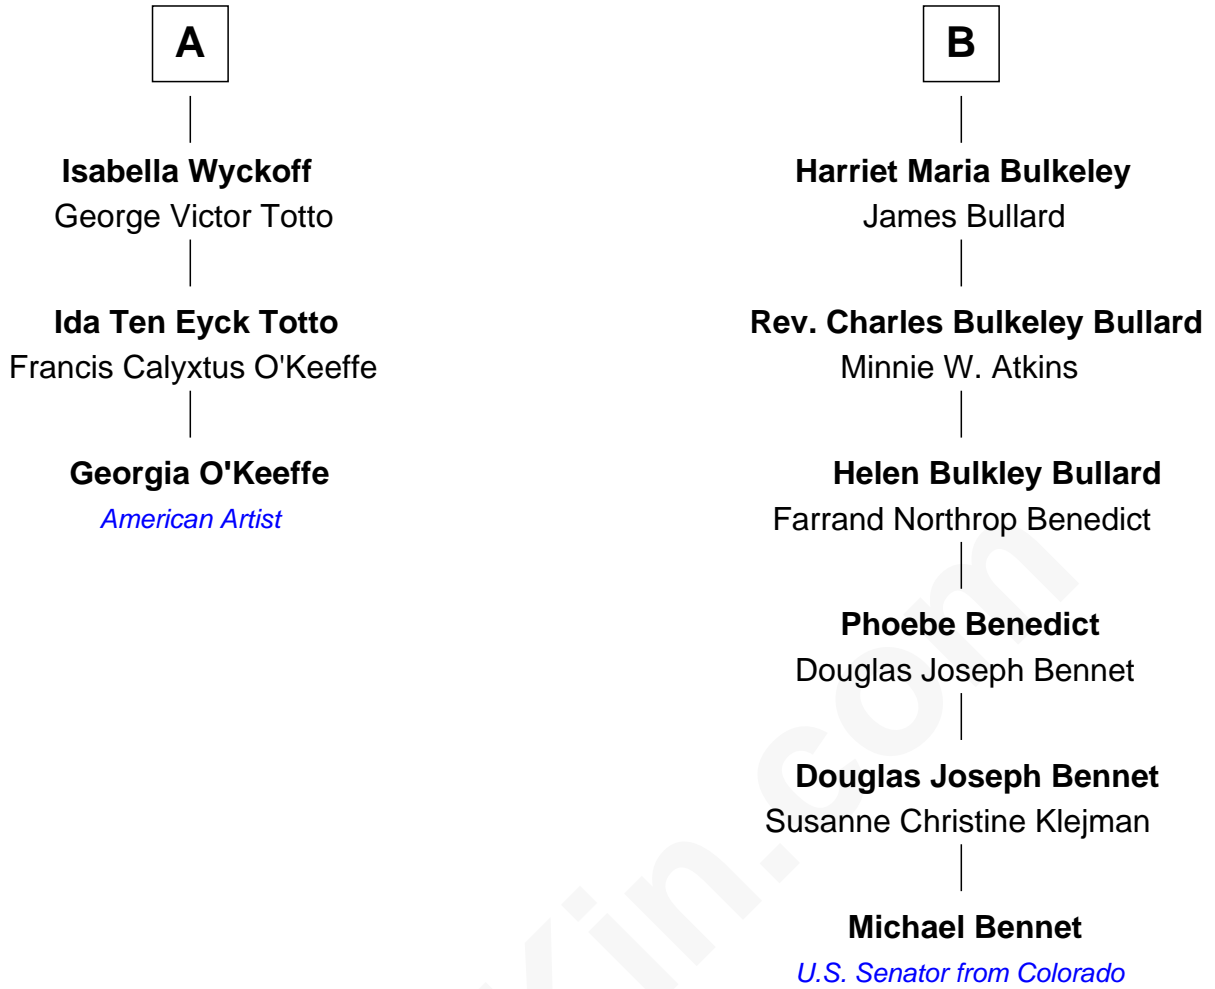 A
Isabella Wyckoff
George Victor Totto
Ida Ten Eyck Totto
Francis Calyxtus O'Keeffe
Georgia O'Keeffe
American Artist
B
Harriet Maria Bulkeley
James Bullard
Rev. Charles Bulkeley Bullard
Minnie W. Atkins
Helen Bulkley Bullard
Farrand Northrop Benedict
Phoebe Benedict
Douglas Joseph Bennet
Douglas Joseph Bennet
Susanne Christine Klejman
Michael Bennet
U.S. Senator from Colorado
Kin.com